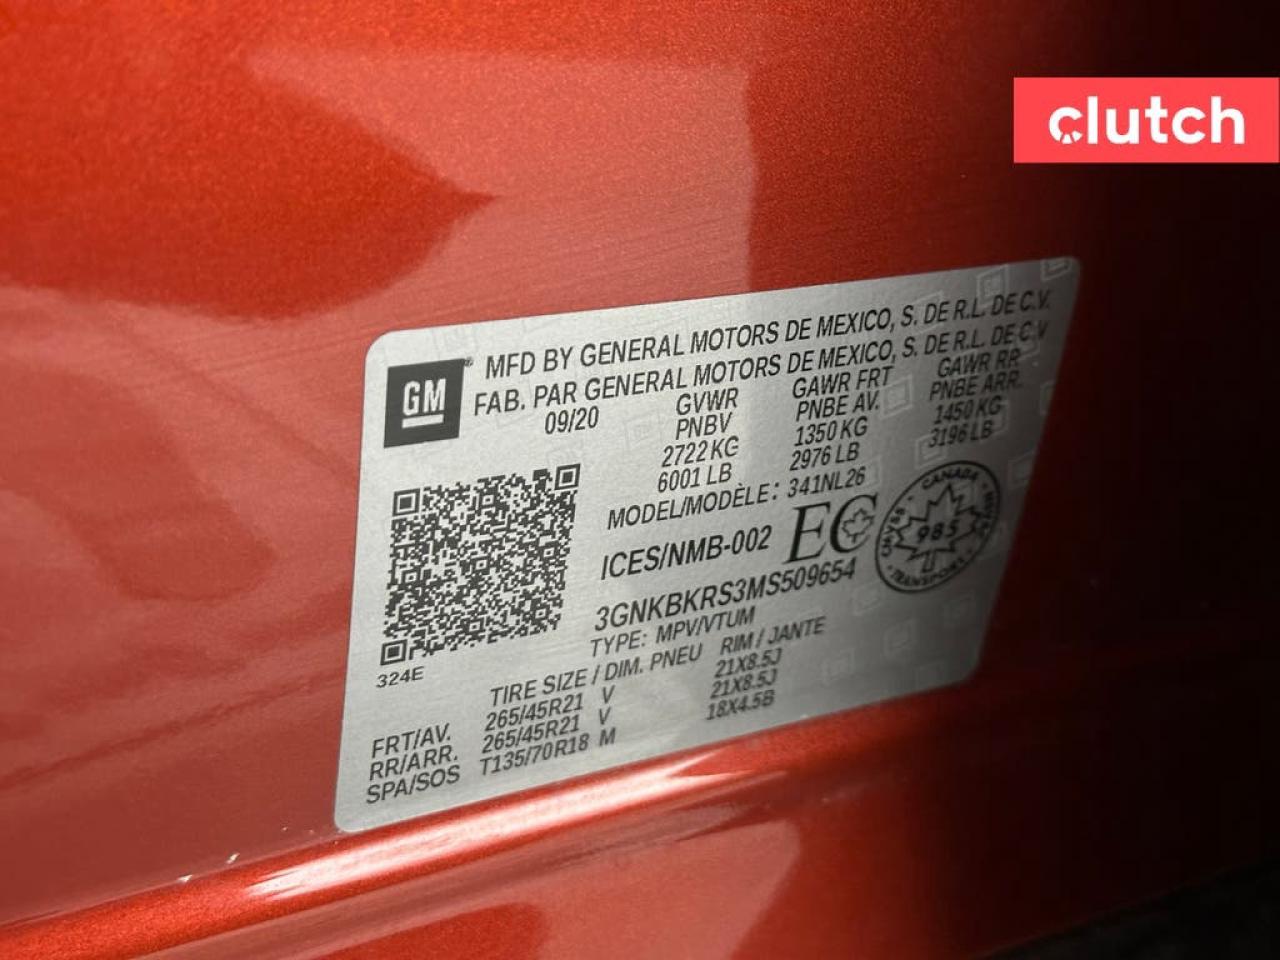 clutch
GM
MFD BY GENERAL MOTORS DE MEXICO, S. DE R.L. DE C.V.
FAB. PAR GENERAL MOTORS DE MEXICO, S. DE R.L. DE C.V
09/20 GVWR GAWR FRT GAWR RR
PNBV PNBE AV. PNBE ARR.
2722 KG 1350 KG 1450 KG
6001 LB 2976 LB 3196 LB
MODEL/MODÈLE: 341NL26
ICES/NMB-002 EC
CANADA
985
TRANSPORT
3GNKBKRS3MS509654
TYPE: MPV/VTUM
324E
TIRE SIZE / DIM. PNEU RIM / JANTE
FRT/AV. 265/45R21 V 21X8.5J
RR/ARR. 265/45R21 V 21X8.5J
SPA/SOS T135/70R18 M 18X4.5B